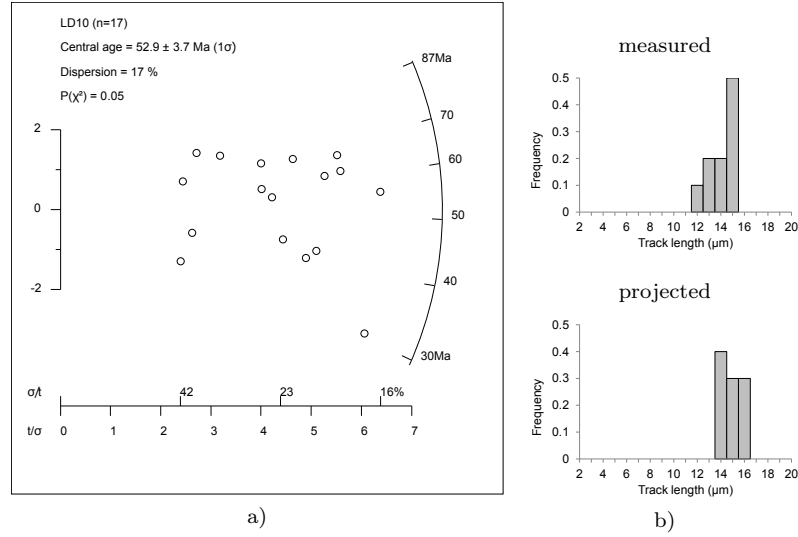 LD10 (n=17)
Central age = 52.9 ± 3.7 Ma (1σ)
Dispersion = 17 %
P(χ²) = 0.05
2
0
-2
87Ma
70
60
50
40
30Ma
σ/t
42 23 16%
t/σ
0 1 2 3 4 5 6 7
a)
measured
Frequency
0.5
0.4
0.3
0.2
0.1
0
2 4 6 8 10 12 14 16 18 20
Track length (μm)
projected
Frequency
0.5
0.4
0.3
0.2
0.1
0
2 4 6 8 10 12 14 16 18 20
Track length (μm)
b)